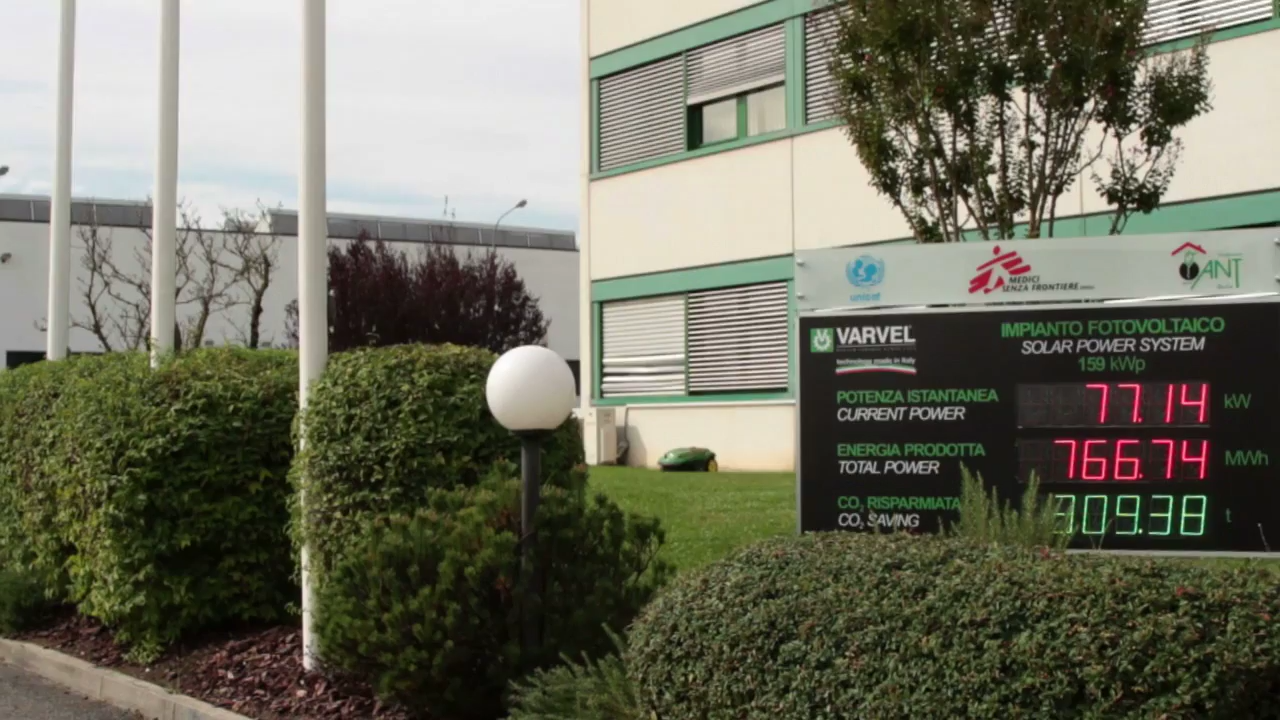 unicef
MEDICI
SENZA FRONTIERE
ANT
VARVEL
technology made in Italy
IMPIANTO FOTOVOLTAICO
SOLAR POWER SYSTEM
159 kWp
POTENZA ISTANTANEA
CURRENT POWER
77.14 kW
ENERGIA PRODOTTA
TOTAL POWER
766.74 MWh
CO₂ RISPARMIATA
CO₂ SAVING
309.38 t